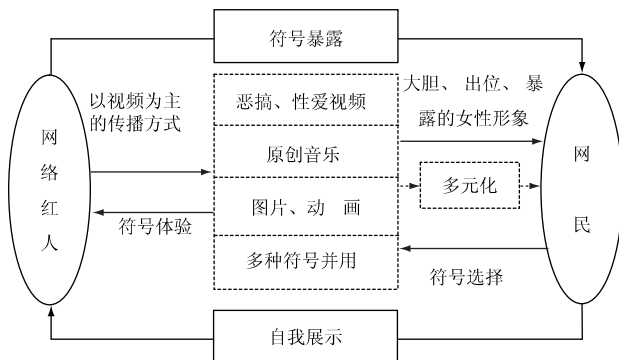 符号暴露
以视频为主
的传播方式
恶搞、性爱视频
大胆、出位、暴
露的女性形象
网络红人
原创音乐
网民
多元化
图片、动 画
符号体验
多种符号并用
符号选择
自我展示